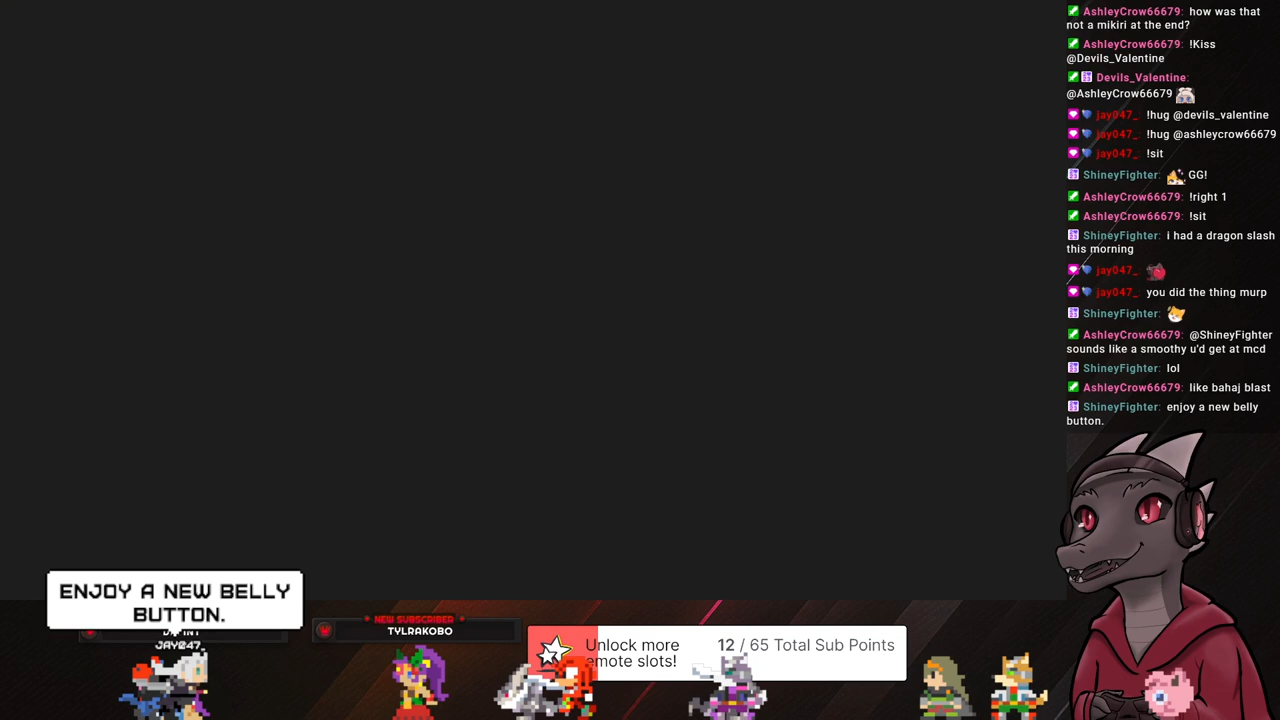 AshleyCrow66679: how was that
not a mikiri at the end?
AshleyCrow66679: !Kiss
@Devils_Valentine
Devils_Valentine:
@AshleyCrow66679
jay047_: !hug @devils_valentine
jay047_: !hug @ashleycrow66679
jay047_: !sit
ShineyFighter: GG!
AshleyCrow66679: !right 1
AshleyCrow66679: !sit
ShineyFighter: i had a dragon slash
this morning
jay047_:
jay047_: you did the thing murp
ShineyFighter:
AshleyCrow66679: @ShineyFighter
sounds like a smoothy u'd get at mcd
ShineyFighter: lol
AshleyCrow66679: like bahaj blast
ShineyFighter: enjoy a new belly
button.
ENJOY A NEW BELLY
BUTTON.
JAY047_
NEW SUBSCRIBER
TYLRAKOBO
Unlock more
emote slots!
12 / 65 Total Sub Points